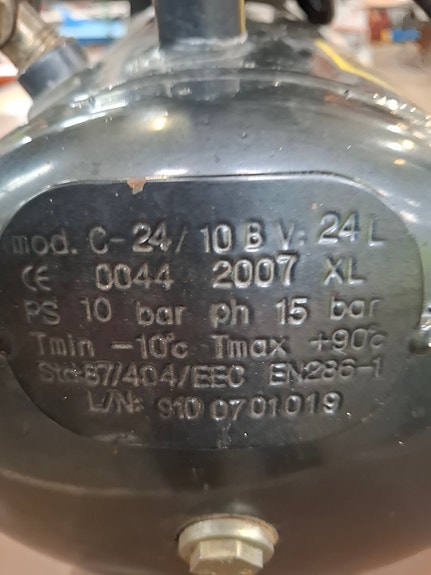 mod. C-24/10 B V: 24 L
CE 0044 2007 XL
PS 10 bar ph 15 bar
Tmin -10°c Tmax +90°c
Std-87/404/EEC EN286-1
L/N: 910 0701019